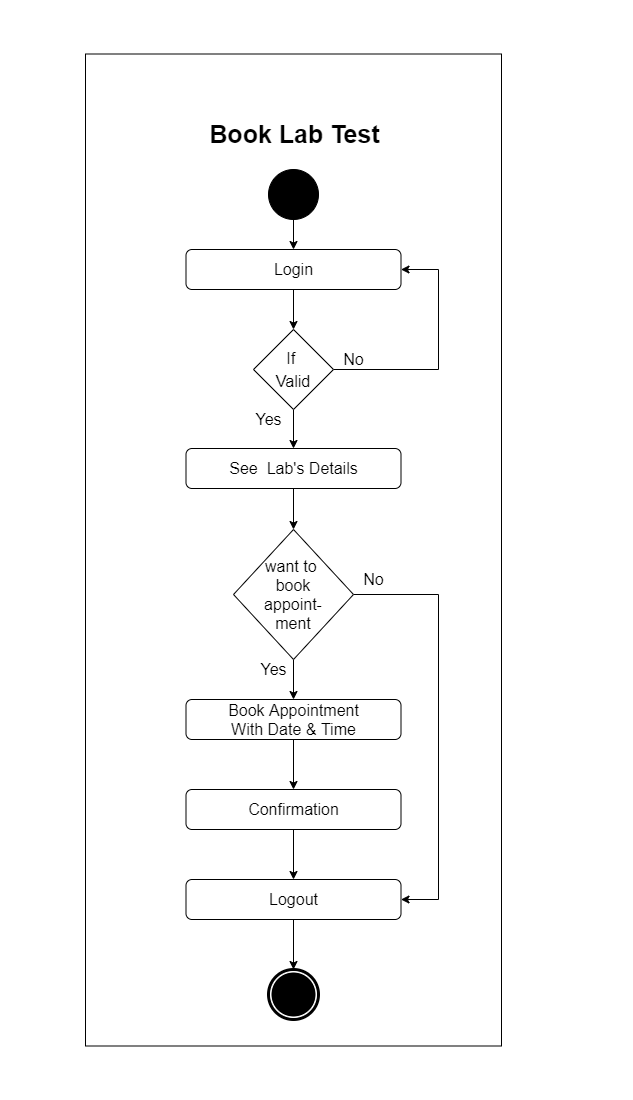 Book Lab Test
Login
If
Valid
No
Yes
See  Lab's Details
want to
book
appoint-
ment
No
Yes
Book Appointment
With Date & Time
Confirmation
Logout